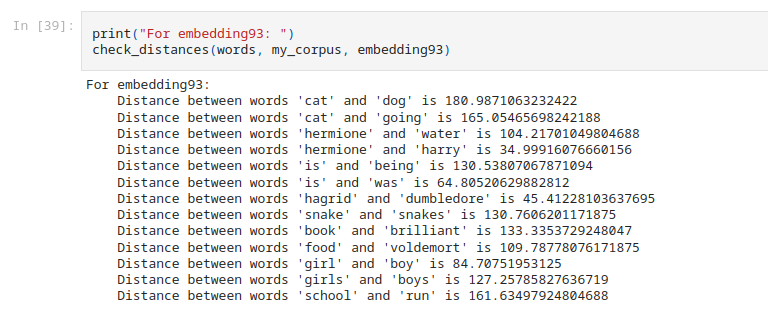 In [39]:
print("For embedding93: ")
check_distances(words, my_corpus, embedding93)
For embedding93:
Distance between words 'cat' and 'dog' is 180.9871063232422
Distance between words 'cat' and 'going' is 165.05465698242188
Distance between words 'hermione' and 'water' is 104.21701049804688
Distance between words 'hermione' and 'harry' is 34.99916076660156
Distance between words 'is' and 'being' is 130.53807067871094
Distance between words 'is' and 'was' is 64.80520629882812
Distance between words 'hagrid' and 'dumbledore' is 45.41228103637695
Distance between words 'snake' and 'snakes' is 130.7606201171875
Distance between words 'book' and 'brilliant' is 133.3353729248047
Distance between words 'food' and 'voldemort' is 109.78778076171875
Distance between words 'girl' and 'boy' is 84.70751953125
Distance between words 'girls' and 'boys' is 127.25785827636719
Distance between words 'school' and 'run' is 161.63497924804688